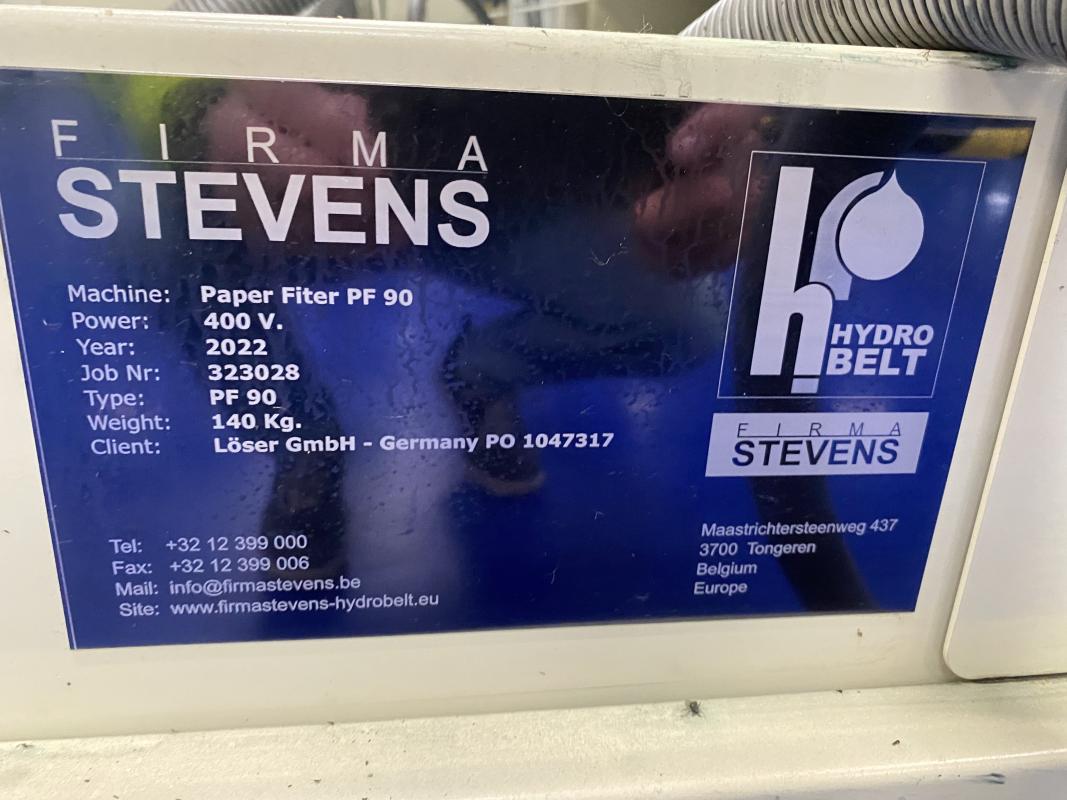 FIRMA
STEVENS
Machine: Paper Fiter PF 90
Power: 400 V.
Year: 2022
Job Nr: 323028
Type: PF 90
Weight: 140 Kg.
Client: Löser GmbH - Germany PO 1047317
Tel: +32 12 399 000
Fax: +32 12 399 006
Mail: info@firmastevens.be
Site: www.firmastevens-hydrobelt.eu
h
HYDRO
BELT
FIRMA
STEVENS
Maastrichtersteenweg 437
3700 Tongeren
Belgium
Europe